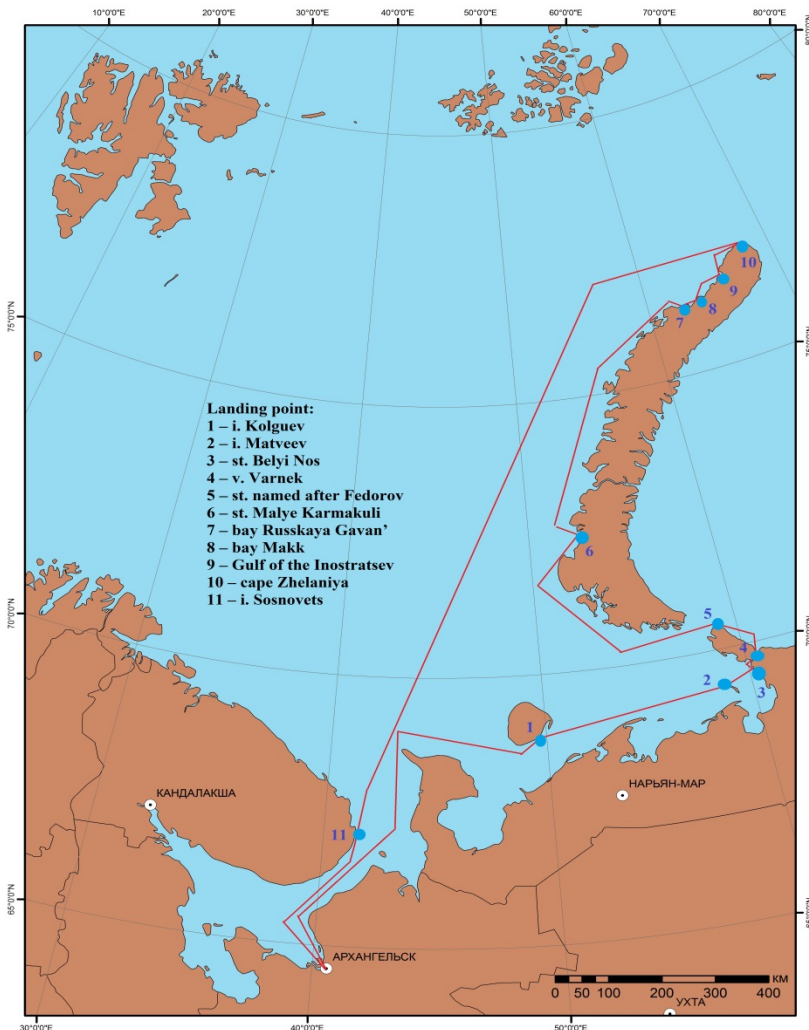 10°0'0"E 20°0'0"E 30°0'0"E 40°0'0"E 50°0'0"E 60°0'0"E 70°0'0"E 80°0'0"E
10
9
8
7
75°0'0"N
Landing point:
1 – i. Kolguev
2 – i. Matveev
3 – st. Belyi Nos
4 – v. Varnek
5 – st. named after Fedorov
6 – st. Malye Karmakuli
7 – bay Russkaya Gavan'
8 – bay Makk
9 – Gulf of the Inostratsev
10 – cape Zhelaniya
11 – i. Sosnovets
6
70°0'0"N
5
4
2
3
1
КАНДАЛАКША
НАРЬЯН-МАР
11
65°0'0"N
АРХАНГЕЛЬСК
КМ
0 50 100 200 300 400
УХТА
30°0'0"E 40°0'0"E 50°0'0"E